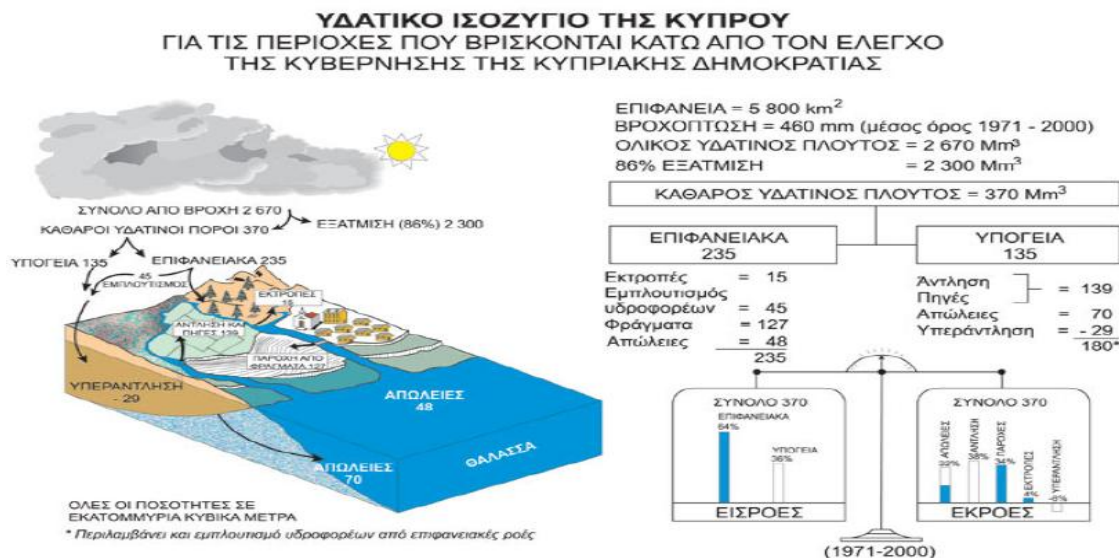 ΥΔΑΤΙΚΟ ΙΣΟΖΥΓΙΟ ΤΗΣ ΚΥΠΡΟΥ
ΓΙΑ ΤΙΣ ΠΕΡΙΟΧΕΣ ΠΟΥ ΒΡΙΣΚΟΝΤΑΙ ΚΑΤΩ ΑΠΟ ΤΟΝ ΕΛΕΓΧΟ
ΤΗΣ ΚΥΒΕΡΝΗΣΗΣ ΤΗΣ ΚΥΠΡΙΑΚΗΣ ΔΗΜΟΚΡΑΤΙΑΣ
ΣΥΝΟΛΟ ΑΠΟ ΒΡΟΧΗ 2 670
ΕΞΑΤΜΙΣΗ (86%) 2 300
ΚΑΘΑΡΟΙ ΥΔΑΤΙΝΟΙ ΠΟΡΟΙ 370
ΥΠΟΓΕΙΑ 135
ΕΠΙΦΑΝΕΙΑΚΑ 235
45
ΕΜΠΛΟΥΤΙΣΜΟΣ
ΕΚΤΡΟΠΕΣ
15
ΑΝΤΛΗΣΗ ΚΑΙ
ΠΗΓΕΣ 139
ΠΑΡΟΧΗ ΑΠΟ
ΦΡΑΓΜΑΤΑ 127
ΥΠΕΡΑΝΤΛΗΣΗ
- 29
ΑΠΩΛΕΙΕΣ
48
ΑΠΩΛΕΙΕΣ
70
ΘΑΛΑΣΣΑ
ΟΛΕΣ ΟΙ ΠΟΣΟΤΗΤΕΣ ΣΕ
ΕΚΑΤΟΜΜΥΡΙΑ ΚΥΒΙΚΑ ΜΕΤΡΑ
* Περιλαμβάνει και εμπλουτισμό υδροφορέων από επιφανειακές ροές
ΕΠΙΦΑΝΕΙΑ = 5 800 km²
ΒΡΟΧΟΠΤΩΣΗ = 460 mm (μέσος όρος 1971 - 2000)
ΟΛΙΚΟΣ ΥΔΑΤΙΝΟΣ ΠΛΟΥΤΟΣ = 2 670 Mm³
86% ΕΞΑΤΜΙΣΗ = 2 300 Mm³
ΚΑΘΑΡΟΣ ΥΔΑΤΙΝΟΣ ΠΛΟΥΤΟΣ = 370 Mm³
ΕΠΙΦΑΝΕΙΑΚΑ
235
Εκτροπές = 15
Εμπλουτισμός
υδροφορέων = 45
Φράγματα = 127
Απώλειες = 48
235
ΥΠΟΓΕΙΑ
135
Άντληση
Πηγές = 139
Απώλειες = 70
Υπεράντληση = - 29
180*
ΣΥΝΟΛΟ 370
ΕΠΙΦΑΝΕΙΑΚΑ
64%
ΥΠΟΓΕΙΑ
36%
ΕΙΣΡΟΕΣ
ΣΥΝΟΛΟ 370
ΑΠΩΛΕΙΕΣ
ΑΝΤΛΗΣΗ
ΠΑΡΟΧΕΣ
ΕΚΤΡΟΠΕΣ
ΥΠΕΡΑΝΤΛΗΣΗ
-8%
ΕΚΡΟΕΣ
(1971-2000)